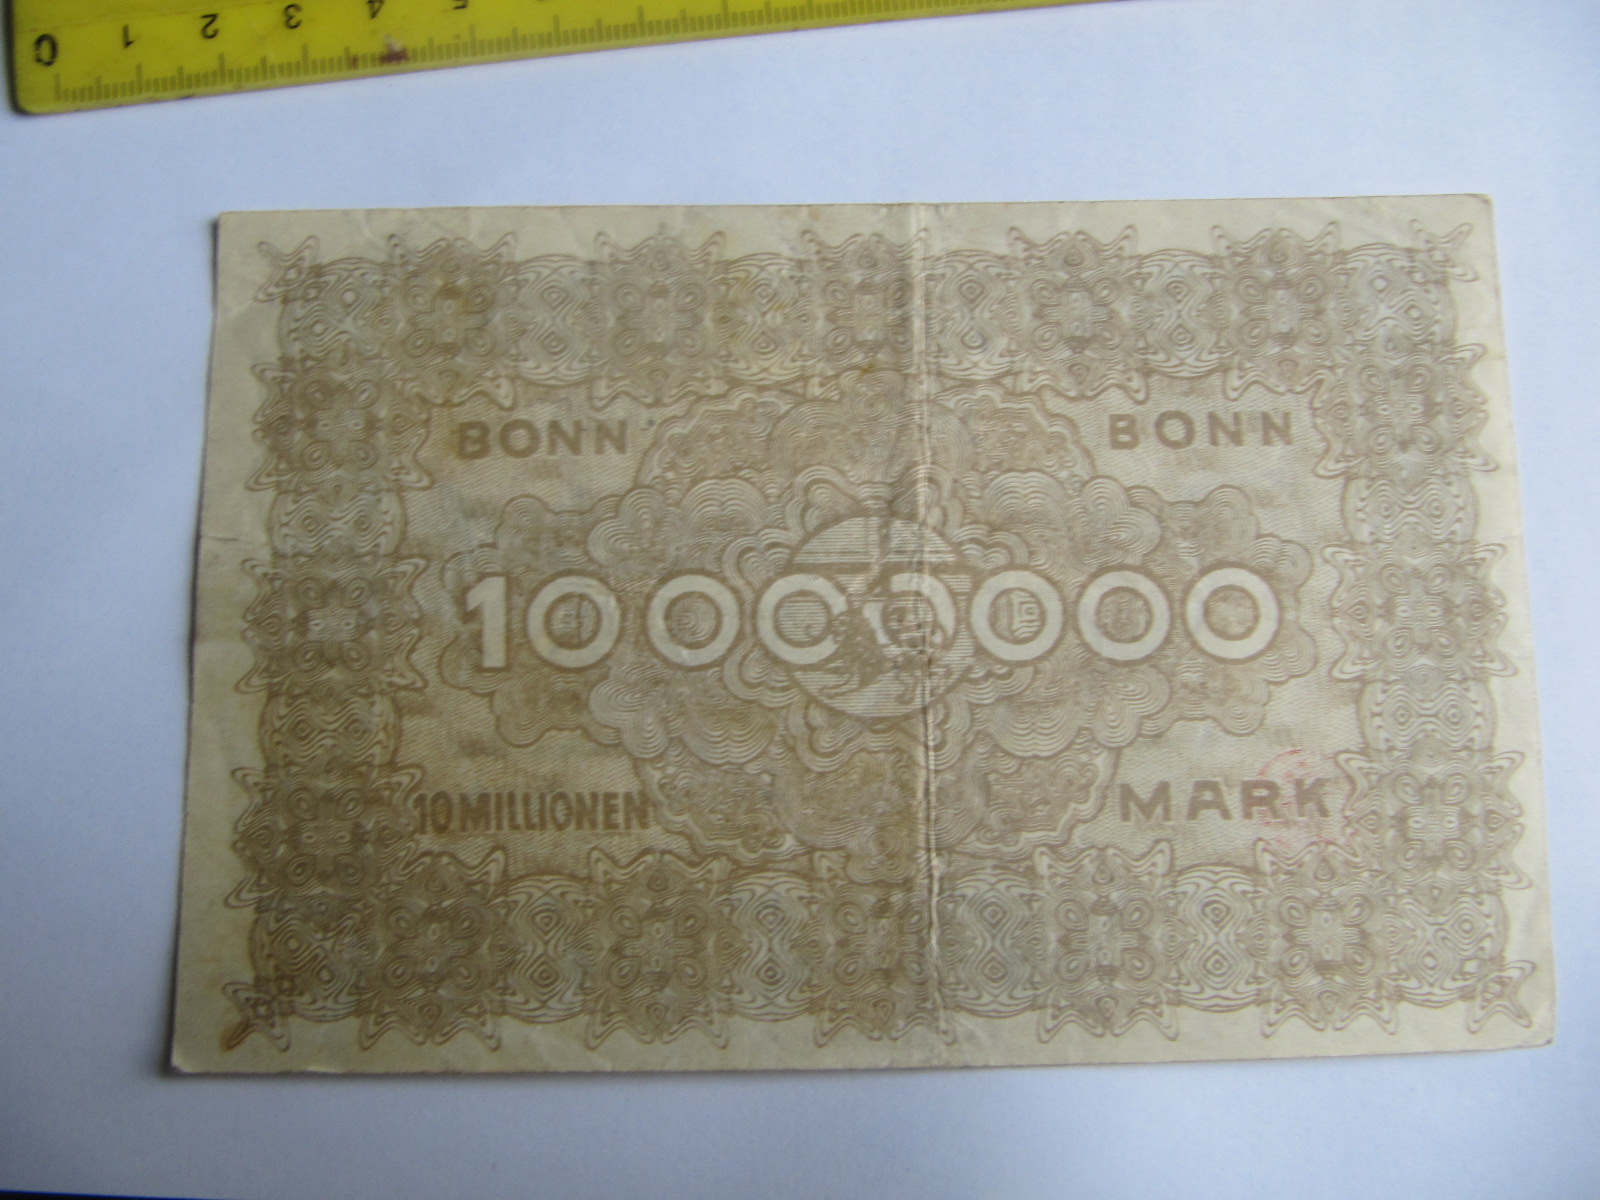 0 1 2 3 4 5
BONN BONN
10000000
10 MILLIONEN MARK